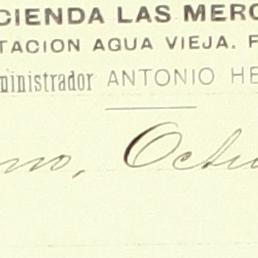 CIENDA LAS MERC
TACION AGUA VIEJA. F
ministrador ANTONIO HE
no, Octu